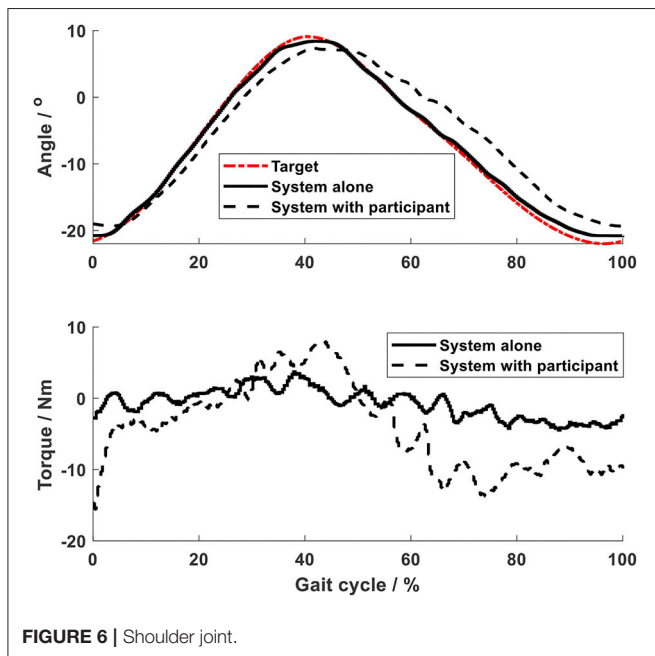 10
0
-10
-20
Angle / °
Target
System alone
System with participant
0 20 40 60 80 100
10
0
-10
-20
Torque / Nm
System alone
System with participant
0 20 40 60 80 100
Gait cycle / %
FIGURE 6 | Shoulder joint.